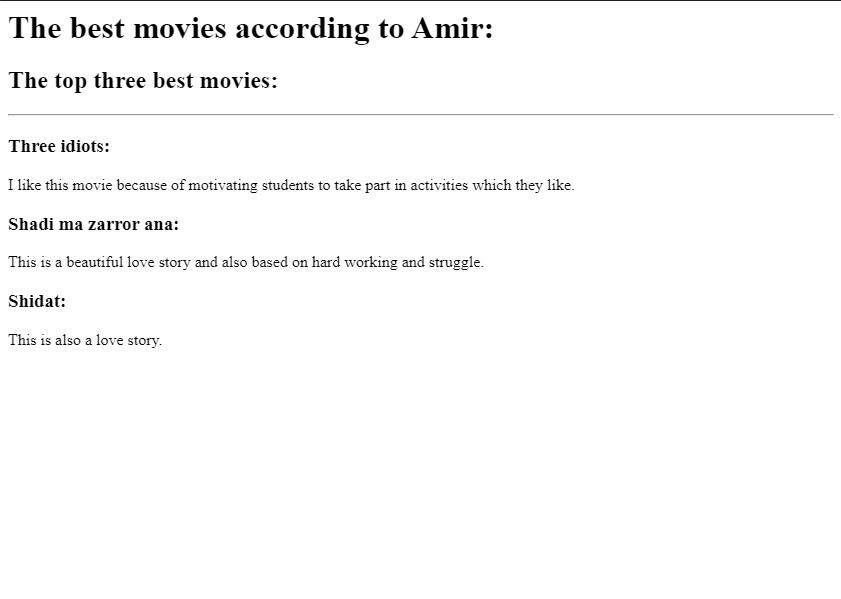 The best movies according to Amir:
The top three best movies:
Three idiots:
I like this movie because of motivating students to take part in activities which they like.
Shadi ma zarror ana:
This is a beautiful love story and also based on hard working and struggle.
Shidat:
This is also a love story.